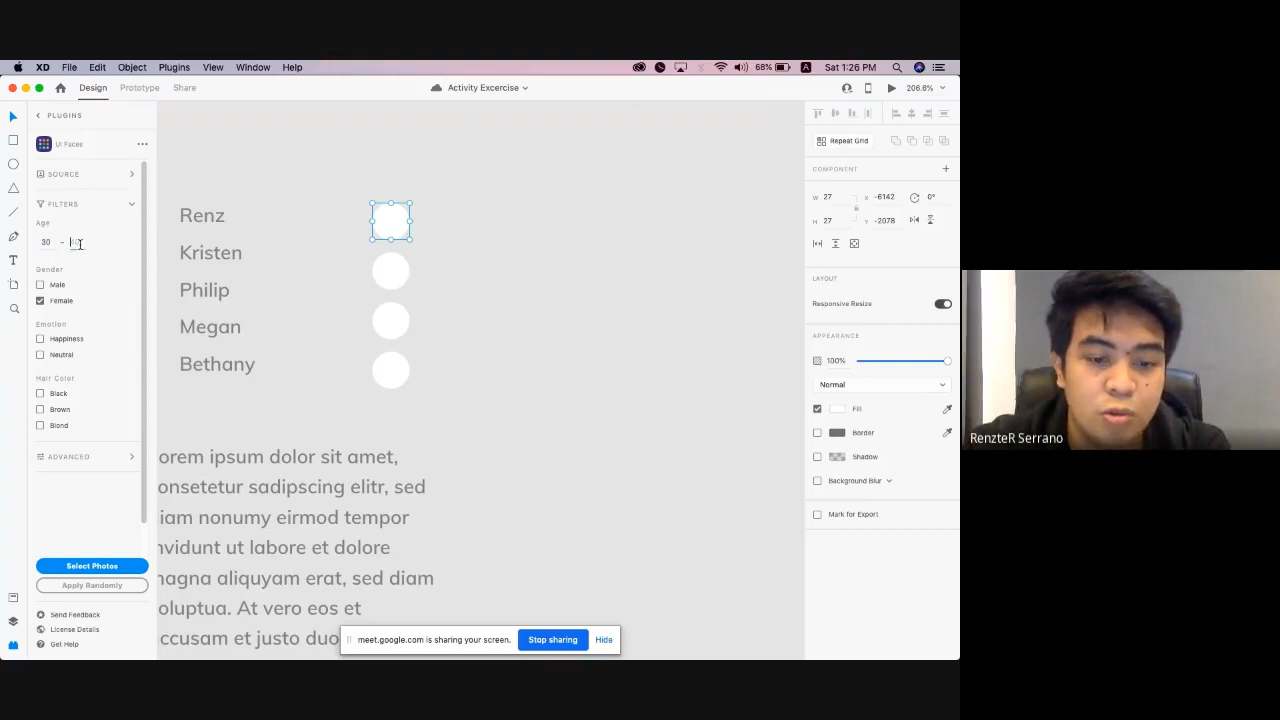 XD File Edit Object Plugins View Window Help
68% Sat 1:26 PM
Design Prototype Share
Activity Excercise
206.6%
PLUGINS
UI Faces
SOURCE
FILTERS
Age
30 –
Gender
Male
Female
Emotion
Happiness
Neutral
Hair Color
Black
Brown
Blond
ADVANCED
Select Photos
Apply Randomly
Send Feedback
License Details
Get Help
Renz
Kristen
Philip
Megan
Bethany
orem ipsum dolor sit amet,
onsetetur sadipscing elitr, sed
iam nonumy eirmod tempor
nvidunt ut labore et dolore
nagna aliquyam erat, sed diam
oluptua. At vero eos et
ccusam et justo duo
meet.google.com is sharing your screen. Stop sharing Hide
Repeat Grid
COMPONENT
W 27 X -6142 0°
H 27 Y -2078
LAYOUT
Responsive Resize
APPEARANCE
100%
Normal
Fill
Border
Shadow
Background Blur
Mark for Export
RenzteR Serrano